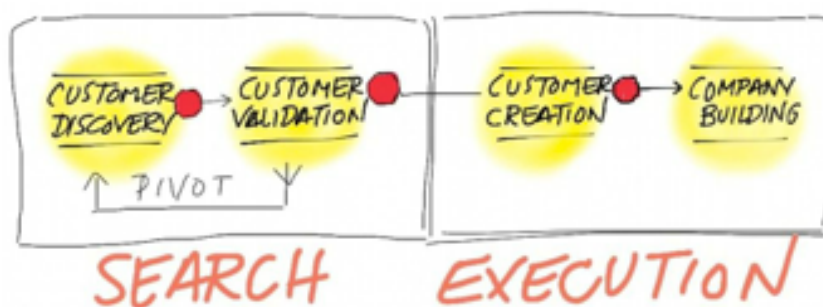 CUSTOMER
DISCOVERY
CUSTOMER
VALIDATION
CUSTOMER
CREATION
COMPANY
BUILDING
PIVOT
SEARCH
EXECUTION